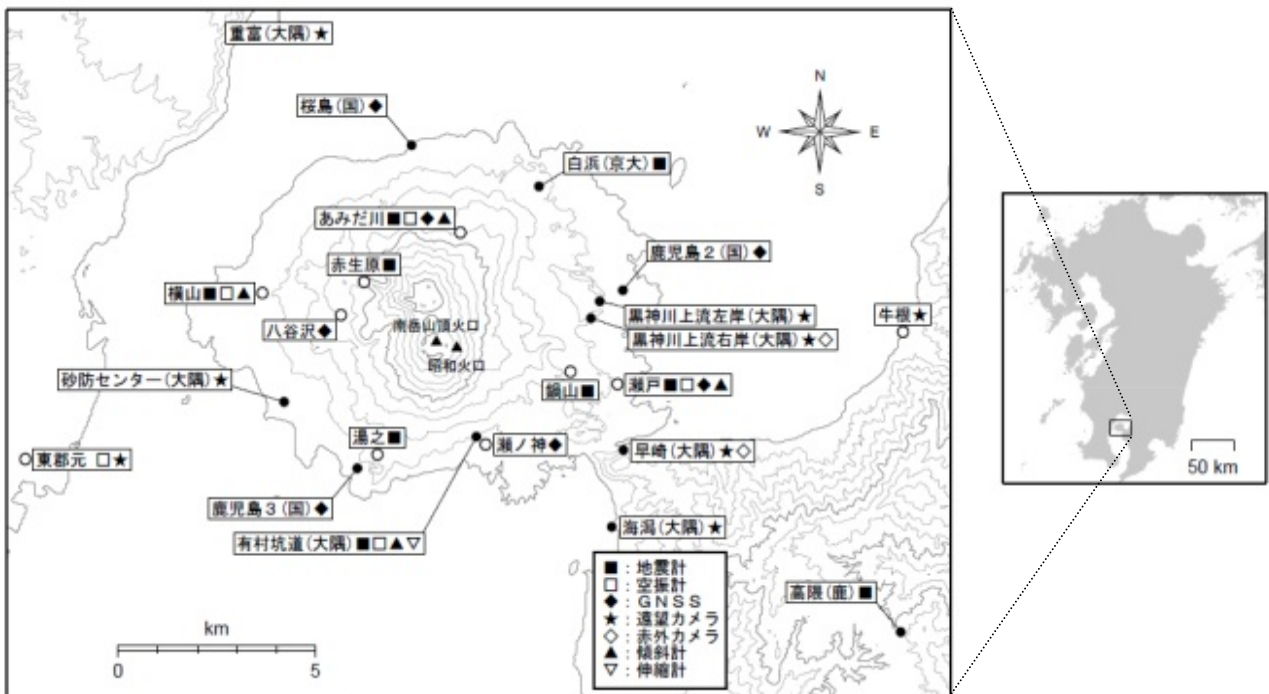 重富(大隅)★
桜島(国)◆
N
W E
S
白浜(京大)■
あみだ川■□◆▲
鹿児島2(国)◆
赤生原■
横山■□▲
黒神川上流左岸(大隅)★
牛根★
八谷沢◆
南岳山頂火口
黒神川上流右岸(大隅)★◇
昭和火口
砂防センター(大隅)★
鍋山■
瀬戸■□◆▲
湯之■
瀬ノ神◆
早崎(大隅)★◇
東郡元 □★
50 km
鹿児島3(国)◆
海潟(大隅)★
有村坑道(大隅)■□▲▽
■:地震計
□:空振計
◆:GNSS
★:遠望カメラ
◇:赤外カメラ
▲:傾斜計
▽:伸縮計
高隈(鹿)■
km
0 5